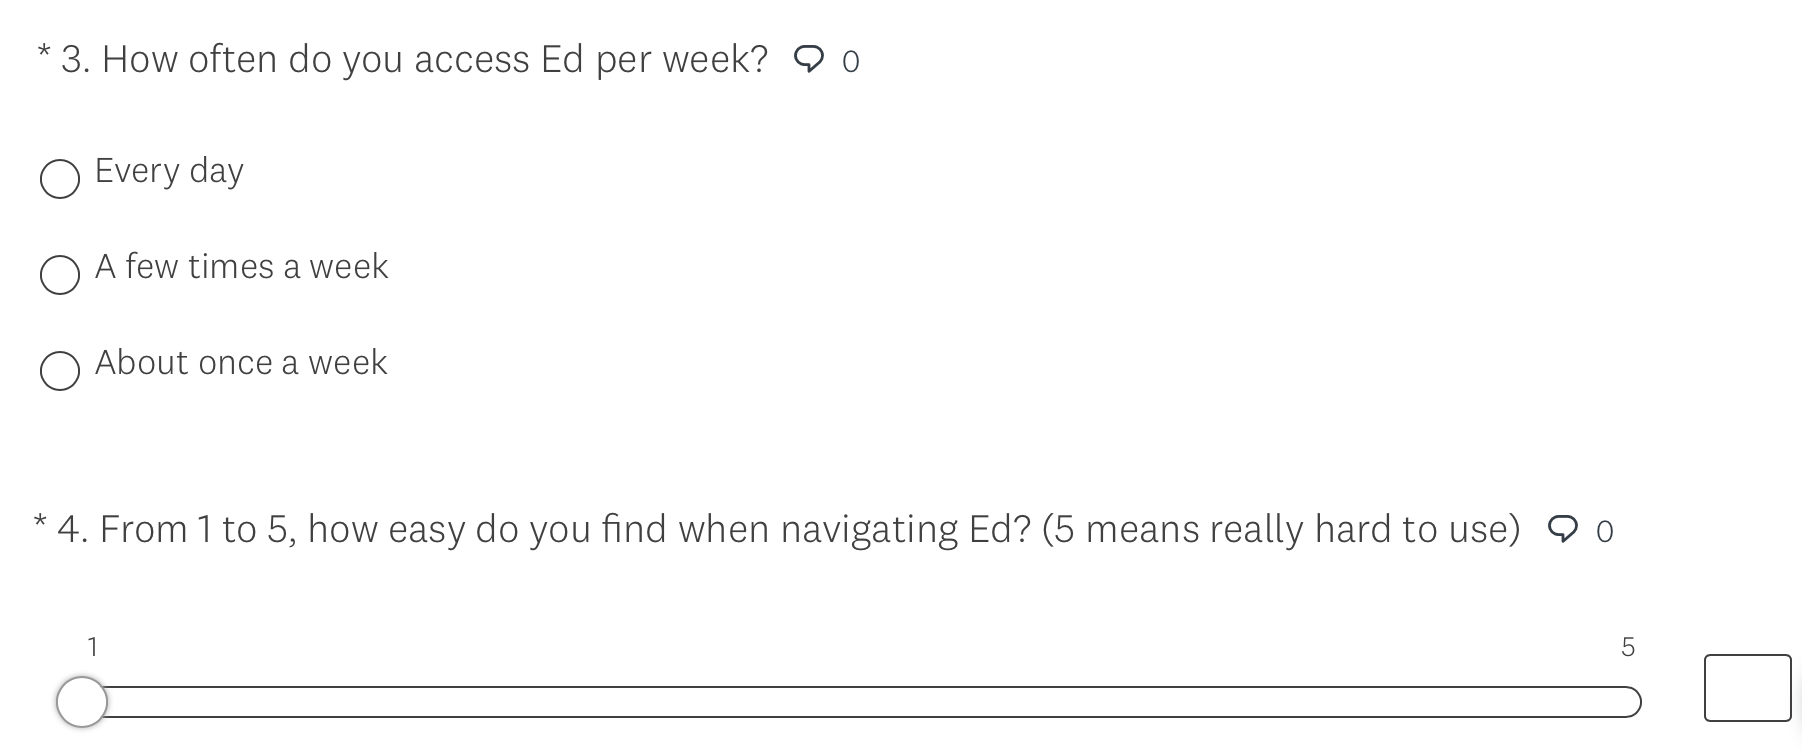 * 3. How often do you access Ed per week? 0
Every day
A few times a week
About once a week
* 4. From 1 to 5, how easy do you find when navigating Ed? (5 means really hard to use) 0
1 5